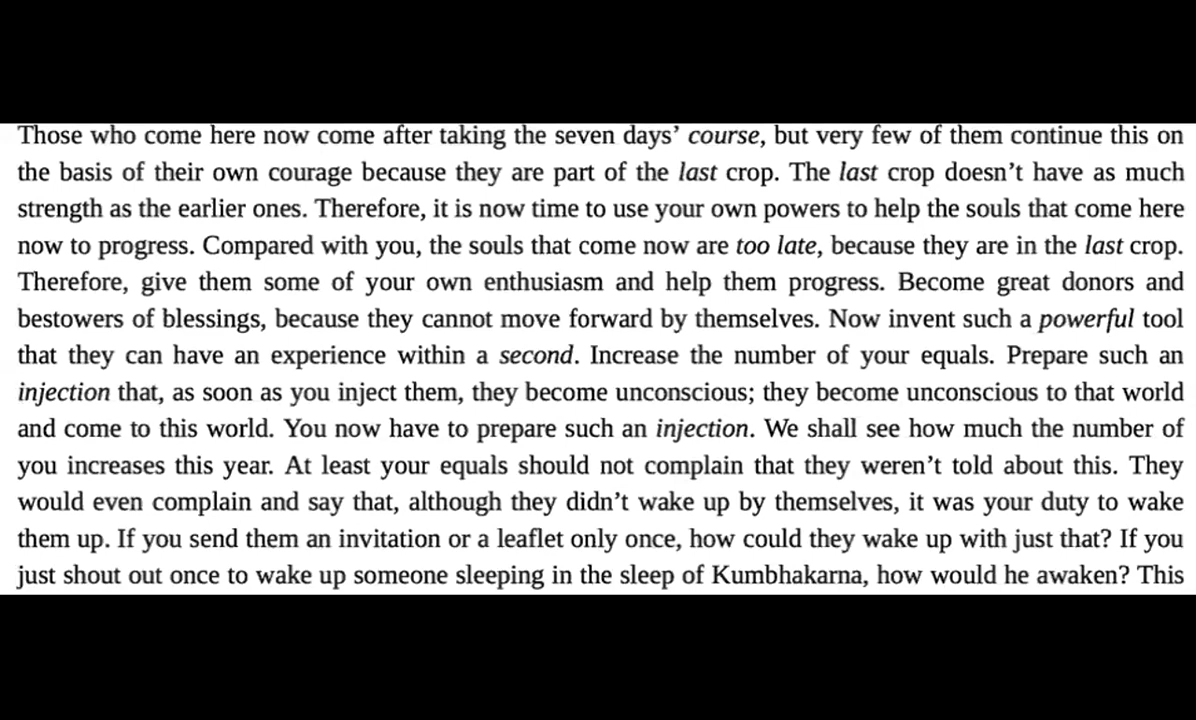 Those who come here now come after taking the seven days’ course, but very few of them continue this on
the basis of their own courage because they are part of the last crop. The last crop doesn’t have as much
strength as the earlier ones. Therefore, it is now time to use your own powers to help the souls that come here
now to progress. Compared with you, the souls that come now are too late, because they are in the last crop.
Therefore, give them some of your own enthusiasm and help them progress. Become great donors and
bestowers of blessings, because they cannot move forward by themselves. Now invent such a powerful tool
that they can have an experience within a second. Increase the number of your equals. Prepare such an
injection that, as soon as you inject them, they become unconscious; they become unconscious to that world
and come to this world. You now have to prepare such an injection. We shall see how much the number of
you increases this year. At least your equals should not complain that they weren’t told about this. They
would even complain and say that, although they didn’t wake up by themselves, it was your duty to wake
them up. If you send them an invitation or a leaflet only once, how could they wake up with just that? If you
just shout out once to wake up someone sleeping in the sleep of Kumbhakarna, how would he awaken? This